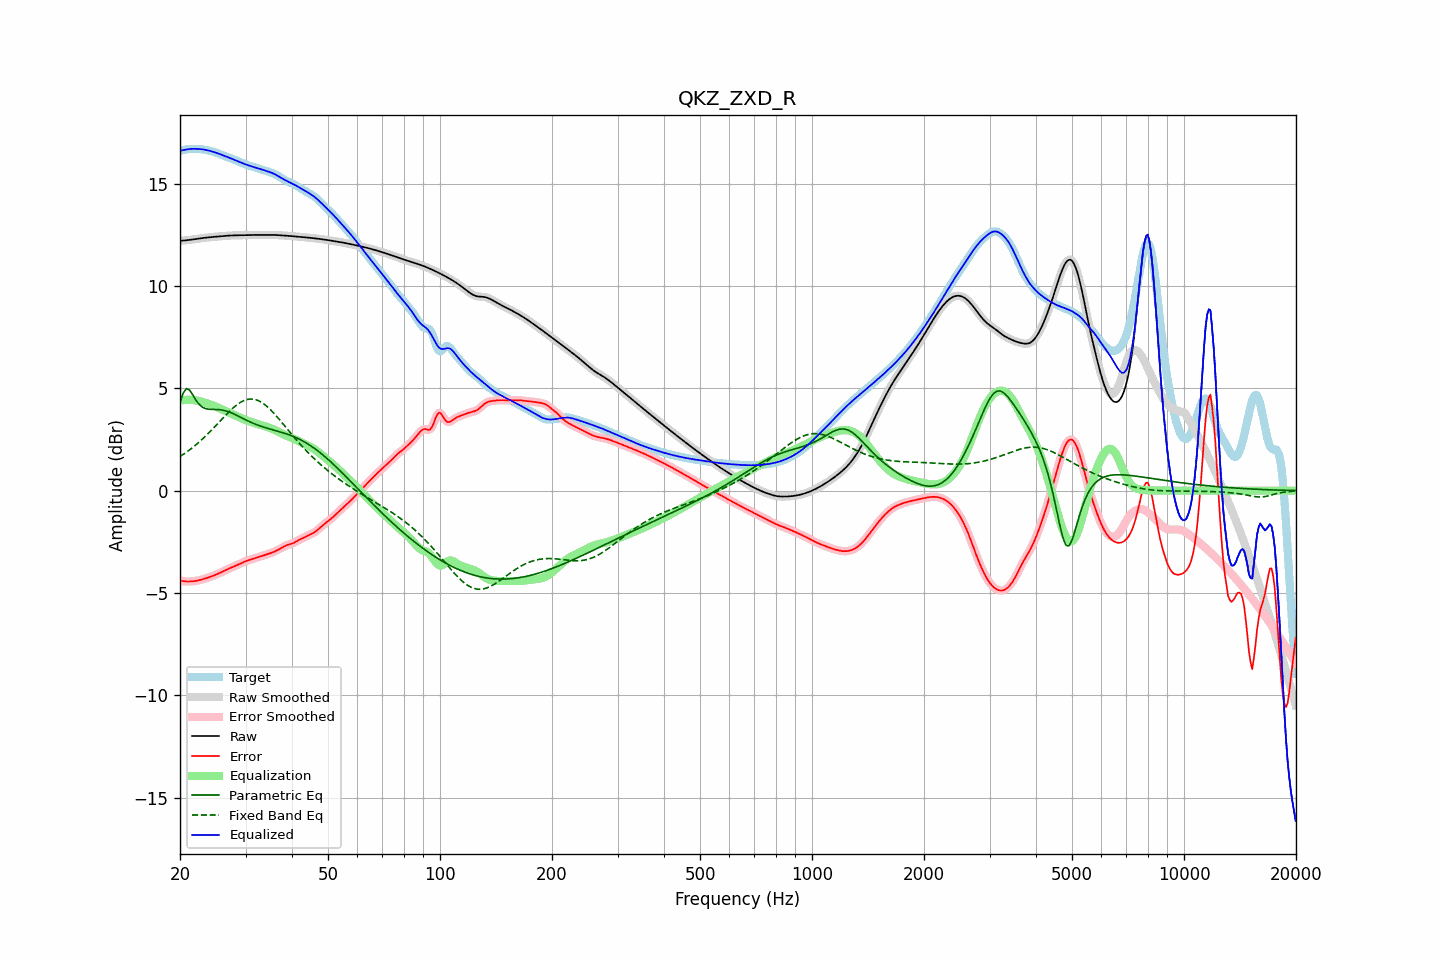 QKZ_ZXD_R
Amplitude (dBr)
15
10
5
0
−5
−10
−15
Target
Raw Smoothed
Error Smoothed
Raw
Error
Equalization
Parametric Eq
Fixed Band Eq
Equalized
20 50 100 200 500 1000 2000 5000 10000 20000
Frequency (Hz)